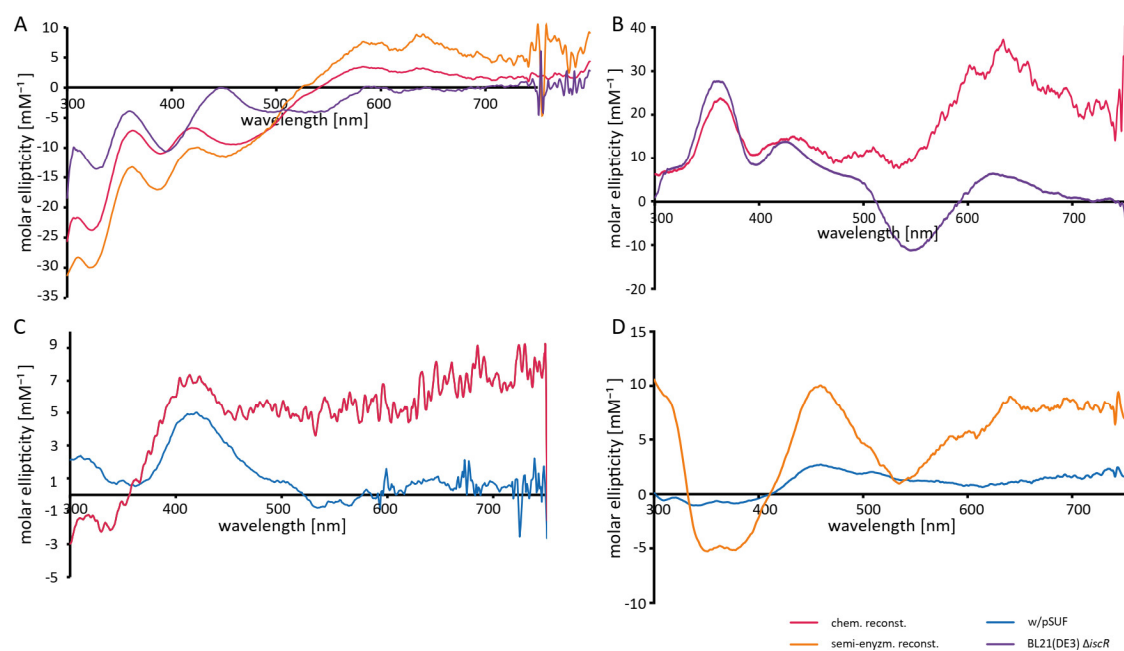 A
10
5
0
-5
-10
-15
-20
-25
-30
-35
300 400 500 600 700
wavelength [nm]
molar ellipticity [mM⁻¹]
B
40
30
20
10
0
-10
-20
300 400 500 600 700
wavelength [nm]
molar ellipticity [mM⁻¹]
C
9
7
5
3
1
-1
-3
-5
300 400 500 600 700
wavelength [nm]
molar ellipticity [mM⁻¹]
D
15
10
5
0
-5
-10
300 400 500 600 700
wavelength [nm]
molar ellipticity [mM⁻¹]
chem. reconst. w/pSUF
semi-enyzm. reconst. BL21(DE3) ΔiscR